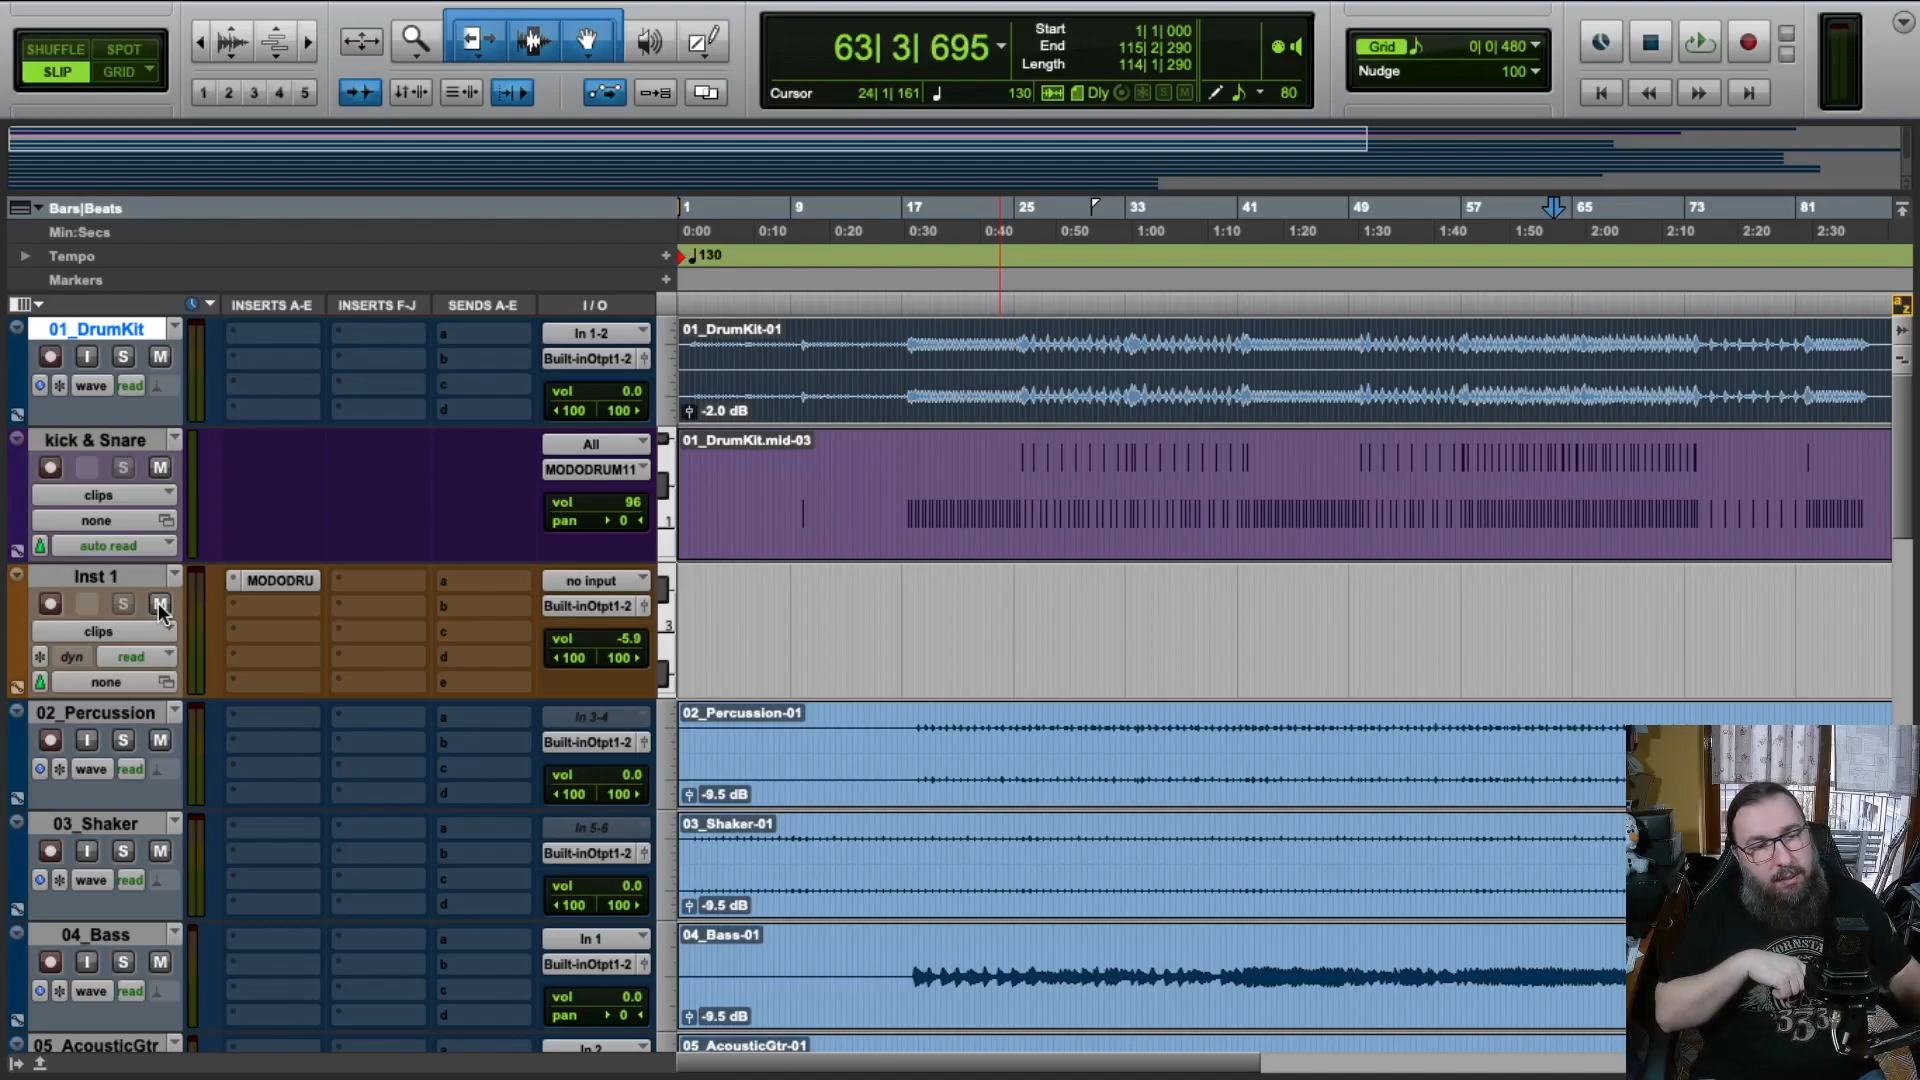 SHUFFLE SPOT
SLIP GRID
1 2 3 4 5
63| 3| 695
Start 1| 1| 000
End 115| 2| 290
Length 114| 1| 290
Cursor 24| 1| 161 130 Dly S M 80
Grid 0| 0| 480
Nudge 100
Bars|Beats
1 9 17 25 33 41 49 57 65 73 81
Min:Secs
0:00 0:10 0:20 0:30 0:40 0:50 1:00 1:10 1:20 1:30 1:40 1:50 2:00 2:10 2:20 2:30
Tempo
130
Markers
INSERTS A-E INSERTS F-J SENDS A-E I / O
a
z
01_DrumKit
I S M
wave read
a
b
c
d
In 1-2
Built-inOtpt1-2
vol 0.0
100 100
01_DrumKit-01
-2.0 dB
kick & Snare
S M
clips
none
auto read
All
MODODRUM11
vol 96
pan 0
1
01_DrumKit.mid-03
Inst 1
S M
clips
dyn read
none
MODODRU
a
b
c
d
e
no input
Built-inOtpt1-2
vol -5.9
100 100
3
02_Percussion
I S M
wave read
a
b
c
d
In 3-4
Built-inOtpt1-2
vol 0.0
100 100
02_Percussion-01
-9.5 dB
03_Shaker
I S M
wave read
a
b
c
d
In 5-6
Built-inOtpt1-2
vol 0.0
100 100
03_Shaker-01
-9.5 dB
04_Bass
I S M
wave read
a
b
c
d
In 1
Built-inOtpt1-2
vol 0.0
pan 0
04_Bass-01
-9.5 dB
05_AcousticGtr
a
In 2
05_AcousticGtr-01
333